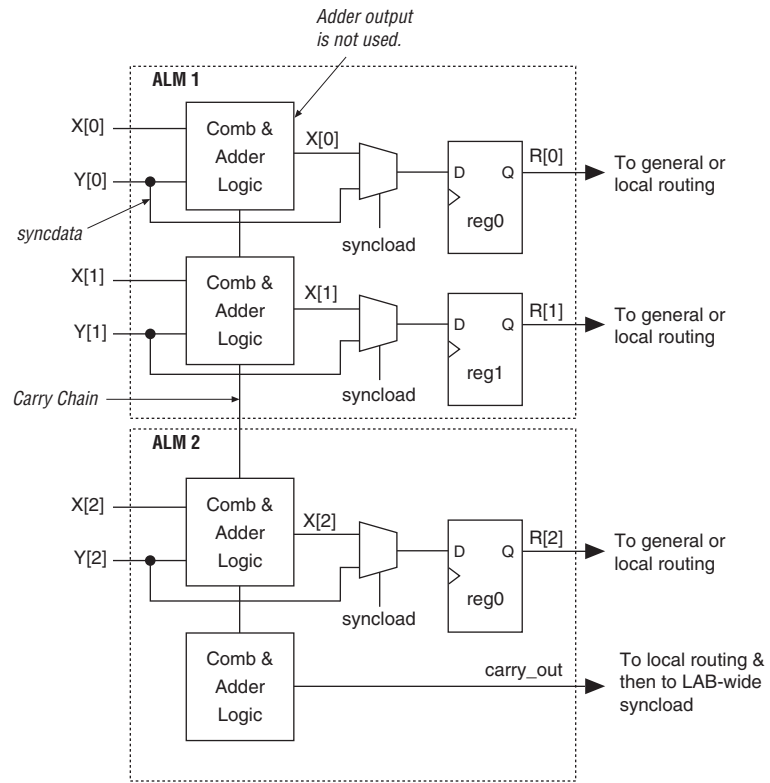 Adder output
is not used.
ALM 1
X[0]
Comb &
Adder
Logic
X[0]
Y[0]
syncdata
syncload
D
Q
reg0
R[0]
To general or
local routing
X[1]
Comb &
Adder
Logic
X[1]
Y[1]
syncload
D
Q
reg1
R[1]
To general or
local routing
Carry Chain
ALM 2
X[2]
Comb &
Adder
Logic
X[2]
Y[2]
syncload
D
Q
reg0
R[2]
To general or
local routing
Comb &
Adder
Logic
carry_out
To local routing &
then to LAB-wide
syncload